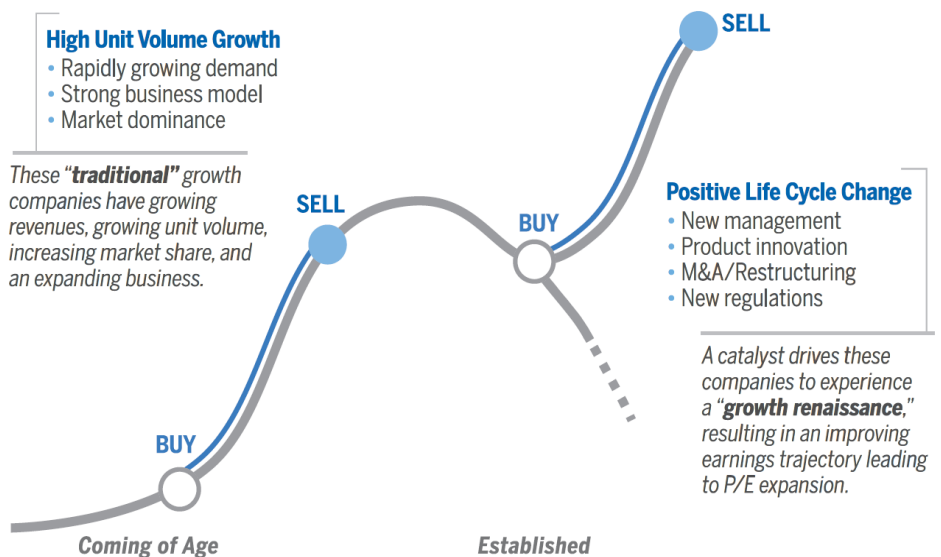 High Unit Volume Growth
• Rapidly growing demand
• Strong business model
• Market dominance
These “traditional” growth
companies have growing
revenues, growing unit volume,
increasing market share, and
an expanding business.
SELL
BUY
Coming of Age
SELL
BUY
Established
Positive Life Cycle Change
• New management
• Product innovation
• M&A/Restructuring
• New regulations
A catalyst drives these
companies to experience
a “growth renaissance,”
resulting in an improving
earnings trajectory leading
to P/E expansion.